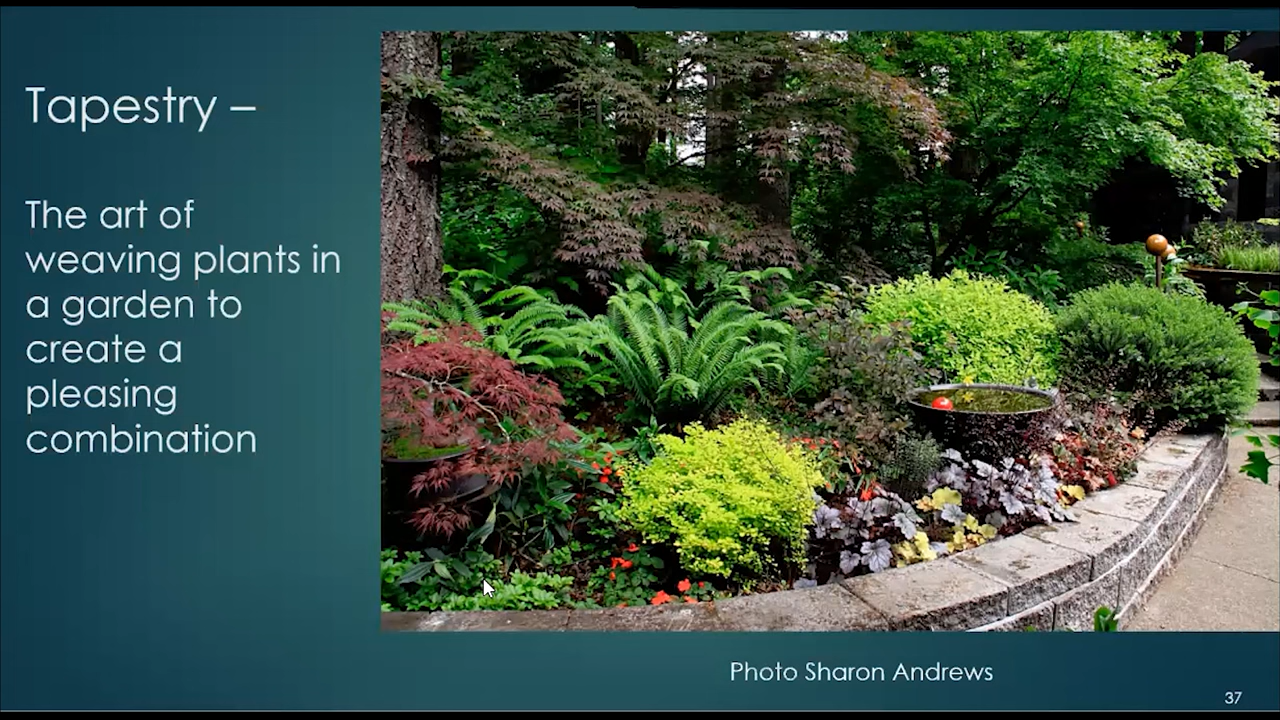 Tapestry –
The art of
weaving plants in
a garden to
create a
pleasing
combination
Photo Sharon Andrews
37